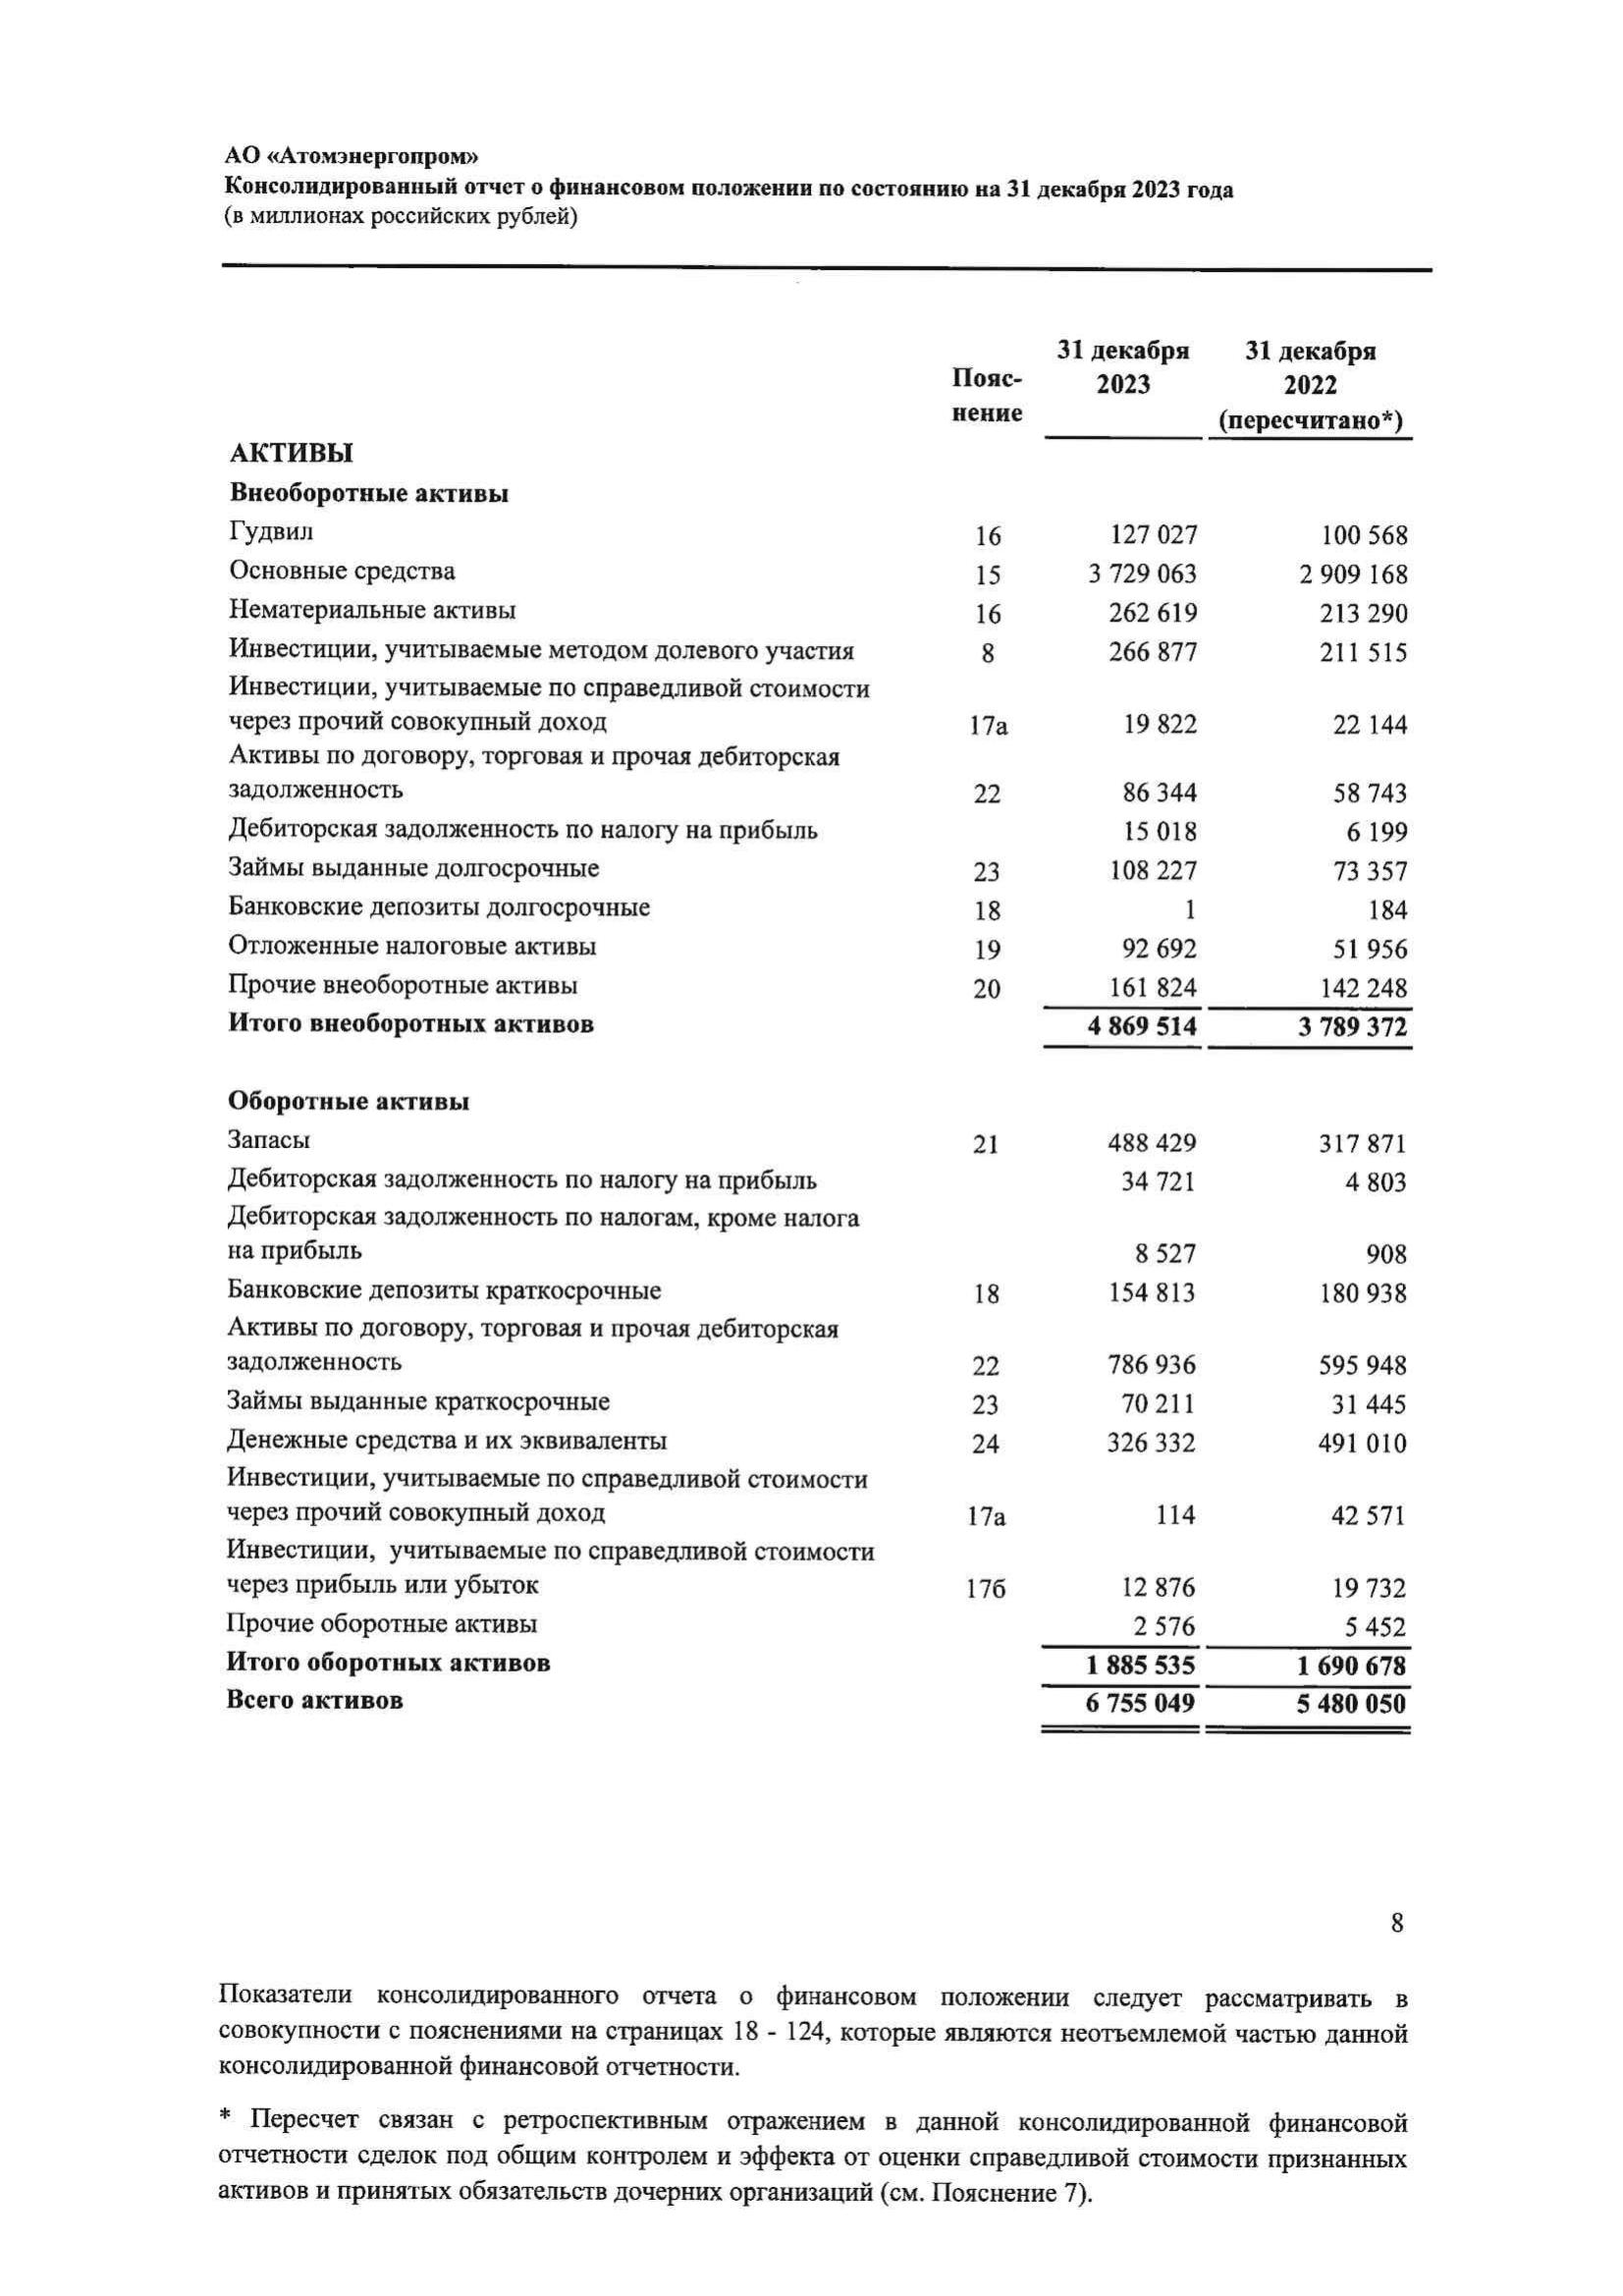 АО «Атомэнергопром»
Консолидированный отчет о финансовом положении по состоянию на 31 декабря 2023 года
(в миллионах российских рублей)
Пояс-
нение
31 декабря
2023
31 декабря
2022
(пересчитано*)
АКТИВЫ
Внеоборотные активы
Гудвил 16 127 027 100 568
Основные средства 15 3 729 063 2 909 168
Нематериальные активы 16 262 619 213 290
Инвестиции, учитываемые методом долевого участия 8 266 877 211 515
Инвестиции, учитываемые по справедливой стоимости
через прочий совокупный доход 17а 19 822 22 144
Активы по договору, торговая и прочая дебиторская
задолженность 22 86 344 58 743
Дебиторская задолженность по налогу на прибыль 15 018 6 199
Займы выданные долгосрочные 23 108 227 73 357
Банковские депозиты долгосрочные 18 1 184
Отложенные налоговые активы 19 92 692 51 956
Прочие внеоборотные активы 20 161 824 142 248
Итого внеоборотных активов 4 869 514 3 789 372
Оборотные активы
Запасы 21 488 429 317 871
Дебиторская задолженность по налогу на прибыль 34 721 4 803
Дебиторская задолженность по налогам, кроме налога
на прибыль 8 527 908
Банковские депозиты краткосрочные 18 154 813 180 938
Активы по договору, торговая и прочая дебиторская
задолженность 22 786 936 595 948
Займы выданные краткосрочные 23 70 211 31 445
Денежные средства и их эквиваленты 24 326 332 491 010
Инвестиции, учитываемые по справедливой стоимости
через прочий совокупный доход 17а 114 42 571
Инвестиции, учитываемые по справедливой стоимости
через прибыль или убыток 17б 12 876 19 732
Прочие оборотные активы 2 576 5 452
Итого оборотных активов 1 885 535 1 690 678
Всего активов 6 755 049 5 480 050
8
Показатели консолидированного отчета о финансовом положении следует рассматривать в
совокупности с пояснениями на страницах 18 - 124, которые являются неотъемлемой частью данной
консолидированной финансовой отчетности.
* Пересчет связан с ретроспективным отражением в данной консолидированной финансовой
отчетности сделок под общим контролем и эффекта от оценки справедливой стоимости признанных
активов и принятых обязательств дочерних организаций (см. Пояснение 7).